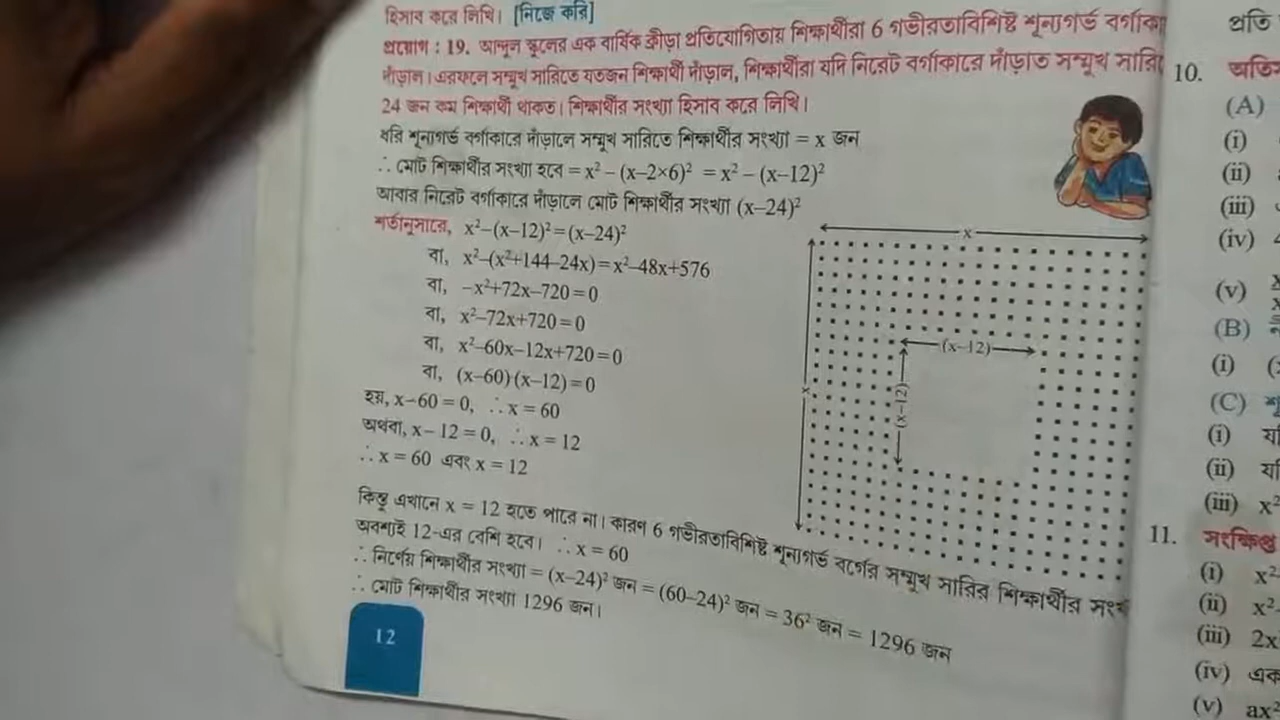 হিসাব করে লিখি। [নিজে করি]
প্রয়োগ : 19. আব্দুল স্কুলের এক বার্ষিক ক্রীড়া প্রতিযোগিতায় শিক্ষার্থীরা 6 গভীরতাবিশিষ্ট শূন্যগর্ভ
দাঁড়াল। এরফলে সম্মুখ সারিতে যতজন শিক্ষার্থী দাঁড়াল, শিক্ষার্থীরা যদি নিরেট বর্গাকারে দাঁড়াত সম্মুখ
24 জন কম শিক্ষার্থী থাকত। শিক্ষার্থীর সংখ্যা হিসাব করে লিখি।
ধরি শূন্যগর্ভ বর্গাকারে দাঁড়ালে সম্মুখ সারিতে শিক্ষার্থীর সংখ্যা = x জন
∴ মোট শিক্ষার্থীর সংখ্যা হবে = x² – (x–2×6)² = x² – (x–12)²
আবার নিরেট বর্গাকারে দাঁড়ালে মোট শিক্ষার্থীর সংখ্যা (x–24)²
শর্তানুসারে, x²–(x–12)²=(x–24)²
বা, x²–(x²+144–24x)=x²–48x+576
বা, –x²+72x–720=0
বা, x²–72x+720=0
বা, x²–60x–12x+720=0
বা, (x–60)(x–12)=0
হয়, x–60=0, ∴x=60
অথবা, x–12=0, ∴x=12
∴x=60 এবং x=12
কিন্তু এখানে x = 12 হতে পারে না। কারণ 6 গভীরতাবিশিষ্ট শূন্যগর্ভ বর্গের সম্মুখ সারির শিক্ষার্থীর
অবশ্যই 12-এর বেশি হবে। ∴x=60
∴ নির্ণেয় শিক্ষার্থীর সংখ্যা = (x–24)² জন = (60–24)² জন = 36² জন = 1296 জন
∴ মোট শিক্ষার্থীর সংখ্যা 1296 জন।
12
x
(x–12)
x
(x–12)
প্রতি
10.
(A)
(i)
(ii)
(iii)
(iv)
(v)
(B)
(i)
(C)
(i)
(ii)
(iii) x²
11. সংক্ষিপ্ত
(i) x²
(ii) x²
(iii) 2x
(iv) এক
(v) ax²